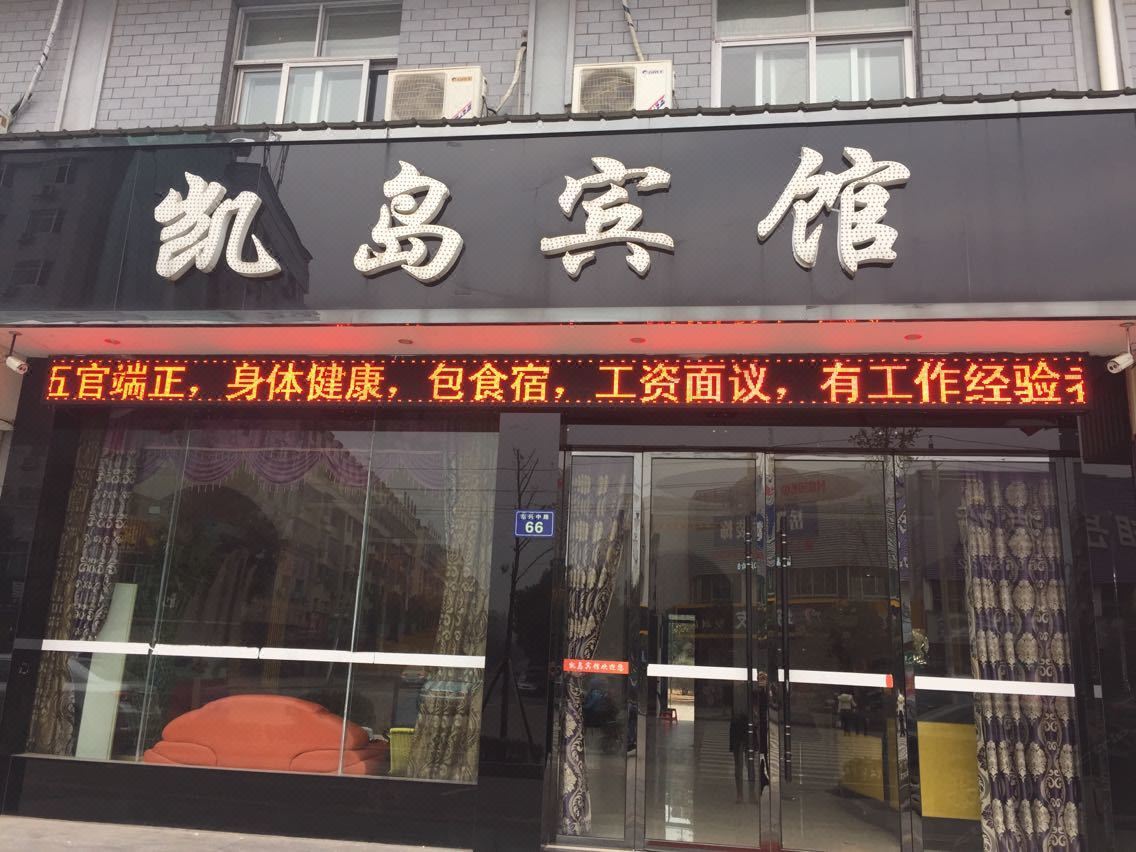 凯岛宾馆
五官端正，身体健康，包食宿，工资面议，有工作经验
66
凯岛宾馆欢迎您